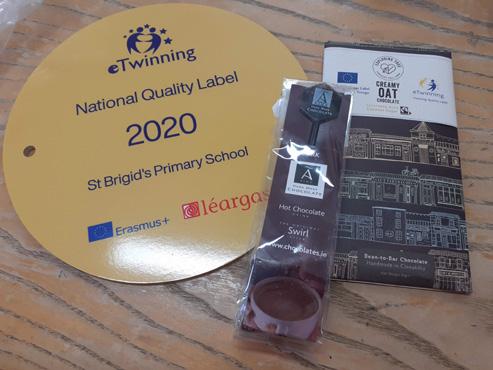 eTwinning
National Quality Label
2020
St Brigid's Primary School
Erasmus+
léargas
A
CHOCOLATE
Hot Chocolate
Swirl
www.chocolates.ie
CREAMY
OAT
CHOCOLATE
eTwinning
Bean-to-Bar Chocolate
Handmade in Clonakilty